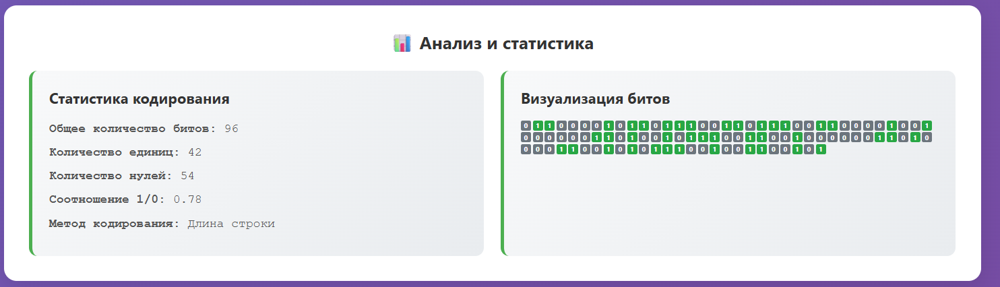 📊 Анализ и статистика
Статистика кодирования
Общее количество битов: 96
Количество единиц: 42
Количество нулей: 54
Соотношение 1/0: 0.78
Метод кодирования: Длина строки
Визуализация битов
0 1 1 0 0 0 0 1 0 1 1 0 1 1 1 0 0 1 1 0 1 1 1 0 0 1 1 0 0 0 0 1 0 0 1
0 0 0 0 0 0 1 1 0 1 0 0 1 0 1 1 1 0 0 1 1 0 0 1 0 0 0 0 0 0 1 1 0 1 0
0 0 0 1 1 0 0 1 0 1 0 1 1 1 0 0 1 0 0 1 1 0 0 1 0 1